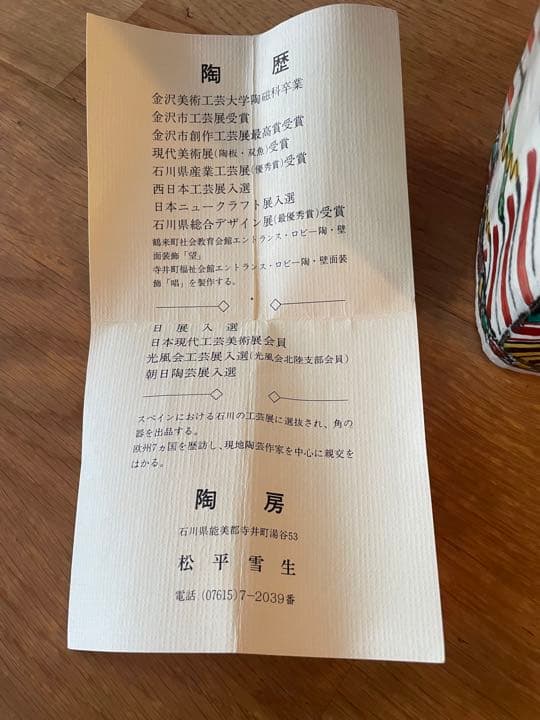 陶 歴
金沢美術工芸大学陶磁科卒業
金沢市工芸展受賞
金沢市創作工芸展最高賞受賞
現代美術展(陶板・双魚)受賞
石川県産業工芸展(優秀賞)受賞
西日本工芸展入選
日本ニュークラフト展入選
石川県総合デザイン展(最優秀賞)受賞
鶴来町社会教育会館エントランス・ロビー陶・壁
面装飾「望」
寺井町福祉会館エントランス・ロビー陶・壁面装
飾「唱」を製作する。
日展入選
日本現代工芸美術展会員
光風会工芸展入選(光風会北陸支部会員)
朝日陶芸展入選
スペインにおける石川の工芸展に選抜され、角の
器を出品する。
欧州7ヵ国を歴訪し、現地陶芸作家を中心に親交を
はかる。
陶 房
石川県能美郡寺井町湯谷53
松平雪生
電話 (07615)7-2039番